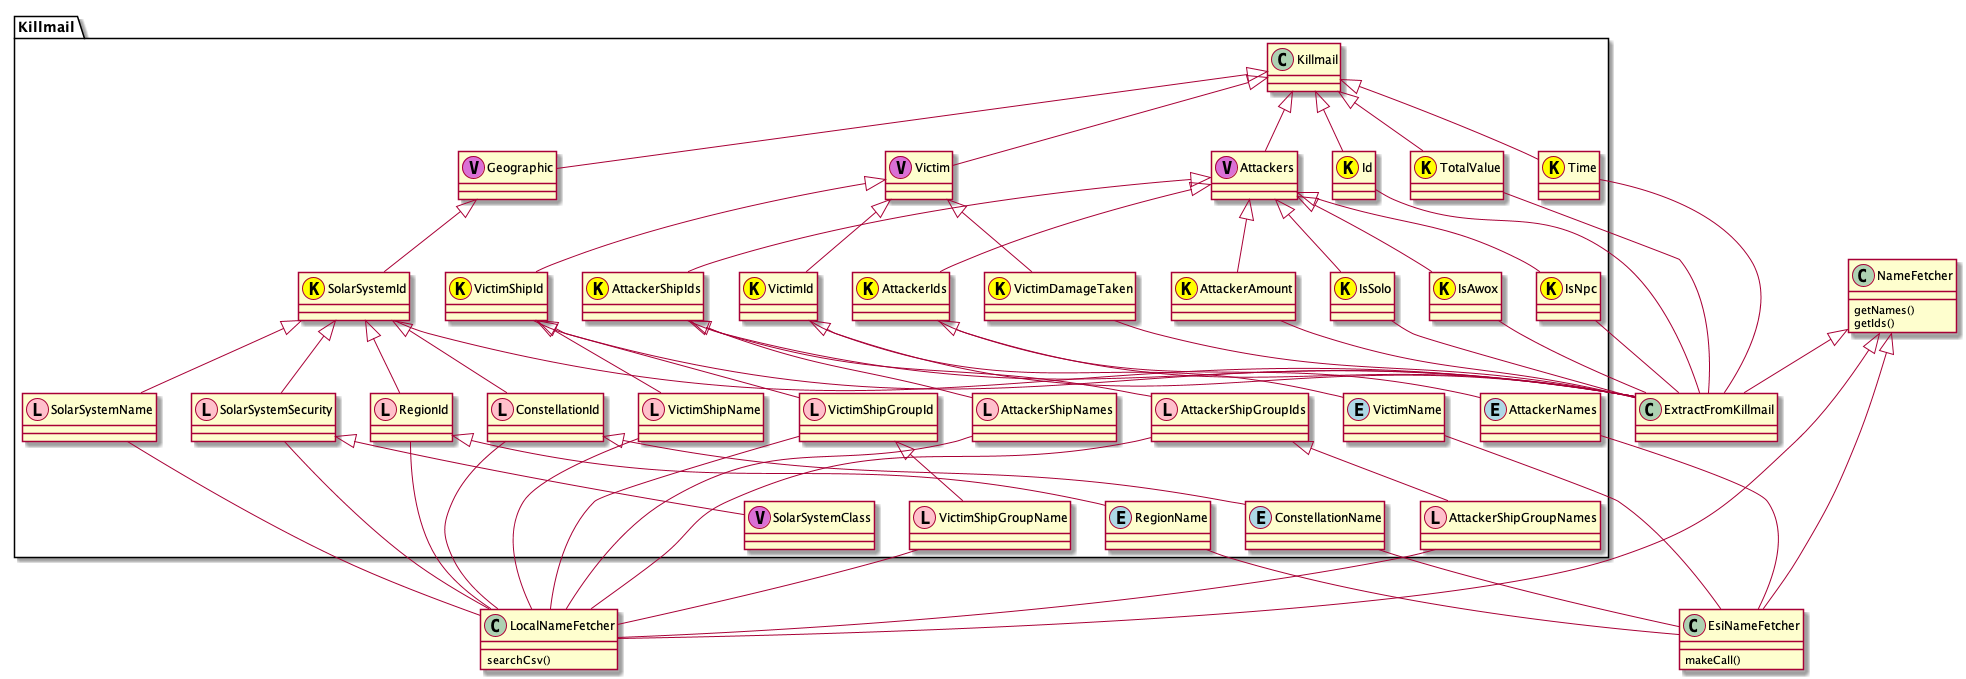 Killmail
C Killmail
V Geographic
V Victim
V Attackers
K Id
K TotalValue
K Time
K SolarSystemId
K VictimShipId
K AttackerShipIds
K VictimId
K AttackerIds
K VictimDamageTaken
K AttackerAmount
K IsSolo
K IsAwox
K IsNpc
C NameFetcher
getNames()
getIds()
L SolarSystemName
L SolarSystemSecurity
L RegionId
L ConstellationId
L VictimShipName
L VictimShipGroupId
L AttackerShipNames
L AttackerShipGroupIds
E VictimName
E AttackerNames
C ExtractFromKillmail
V SolarSystemClass
L VictimShipGroupName
E RegionName
E ConstellationName
L AttackerShipGroupNames
C LocalNameFetcher
searchCsv()
C EsiNameFetcher
makeCall()